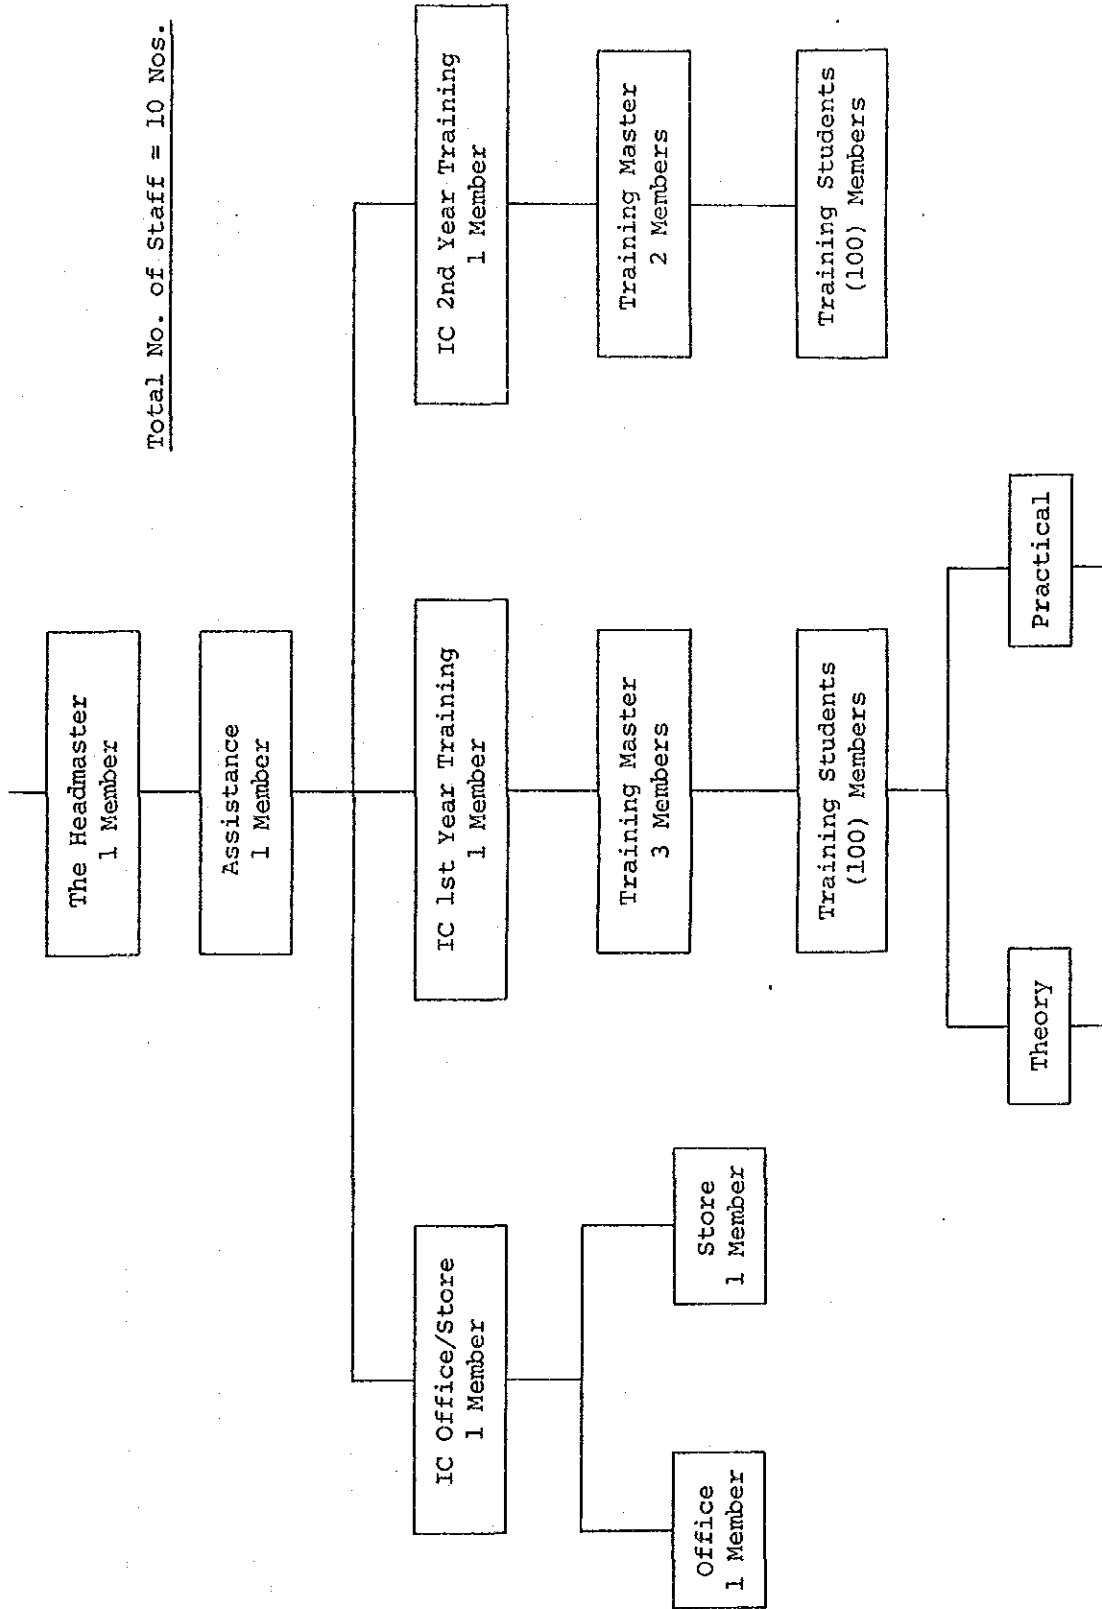 Total No. of Staff = 10 Nos.
The Headmaster
1 Member
Assistance
1 Member
IC Office/Store
1 Member
IC 1st Year Training
1 Member
IC 2nd Year Training
1 Member
Office
1 Member
Store
1 Member
Training Master
3 Members
Training Master
2 Members
Training Students
(100) Members
Training Students
(100) Members
Theory
Practical